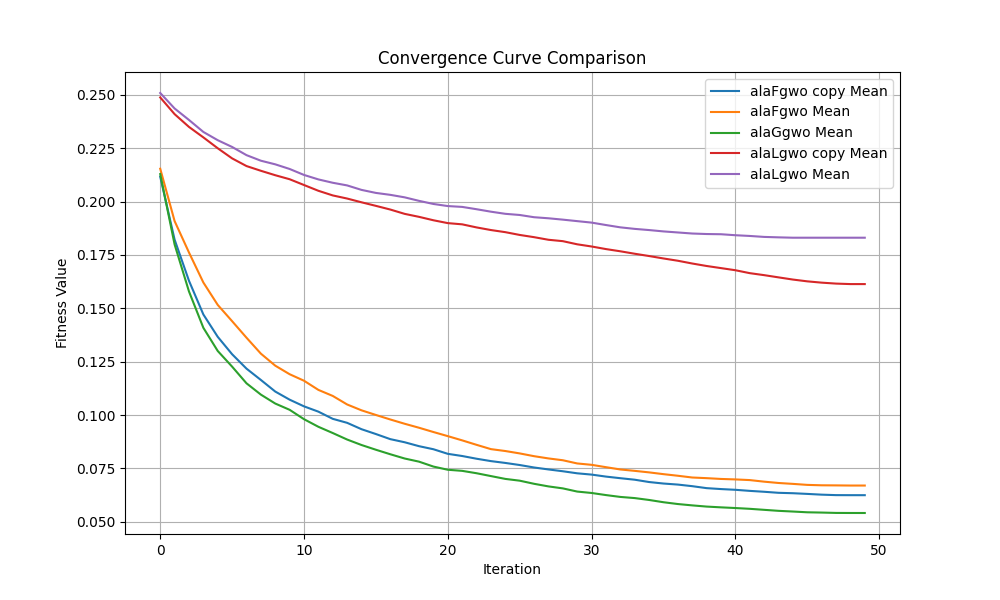 Convergence Curve Comparison
alaFgwo copy Mean
alaFgwo Mean
alaGgwo Mean
alaLgwo copy Mean
alaLgwo Mean
Fitness Value
0.250
0.225
0.200
0.175
0.150
0.125
0.100
0.075
0.050
0
10
20
30
40
50
Iteration